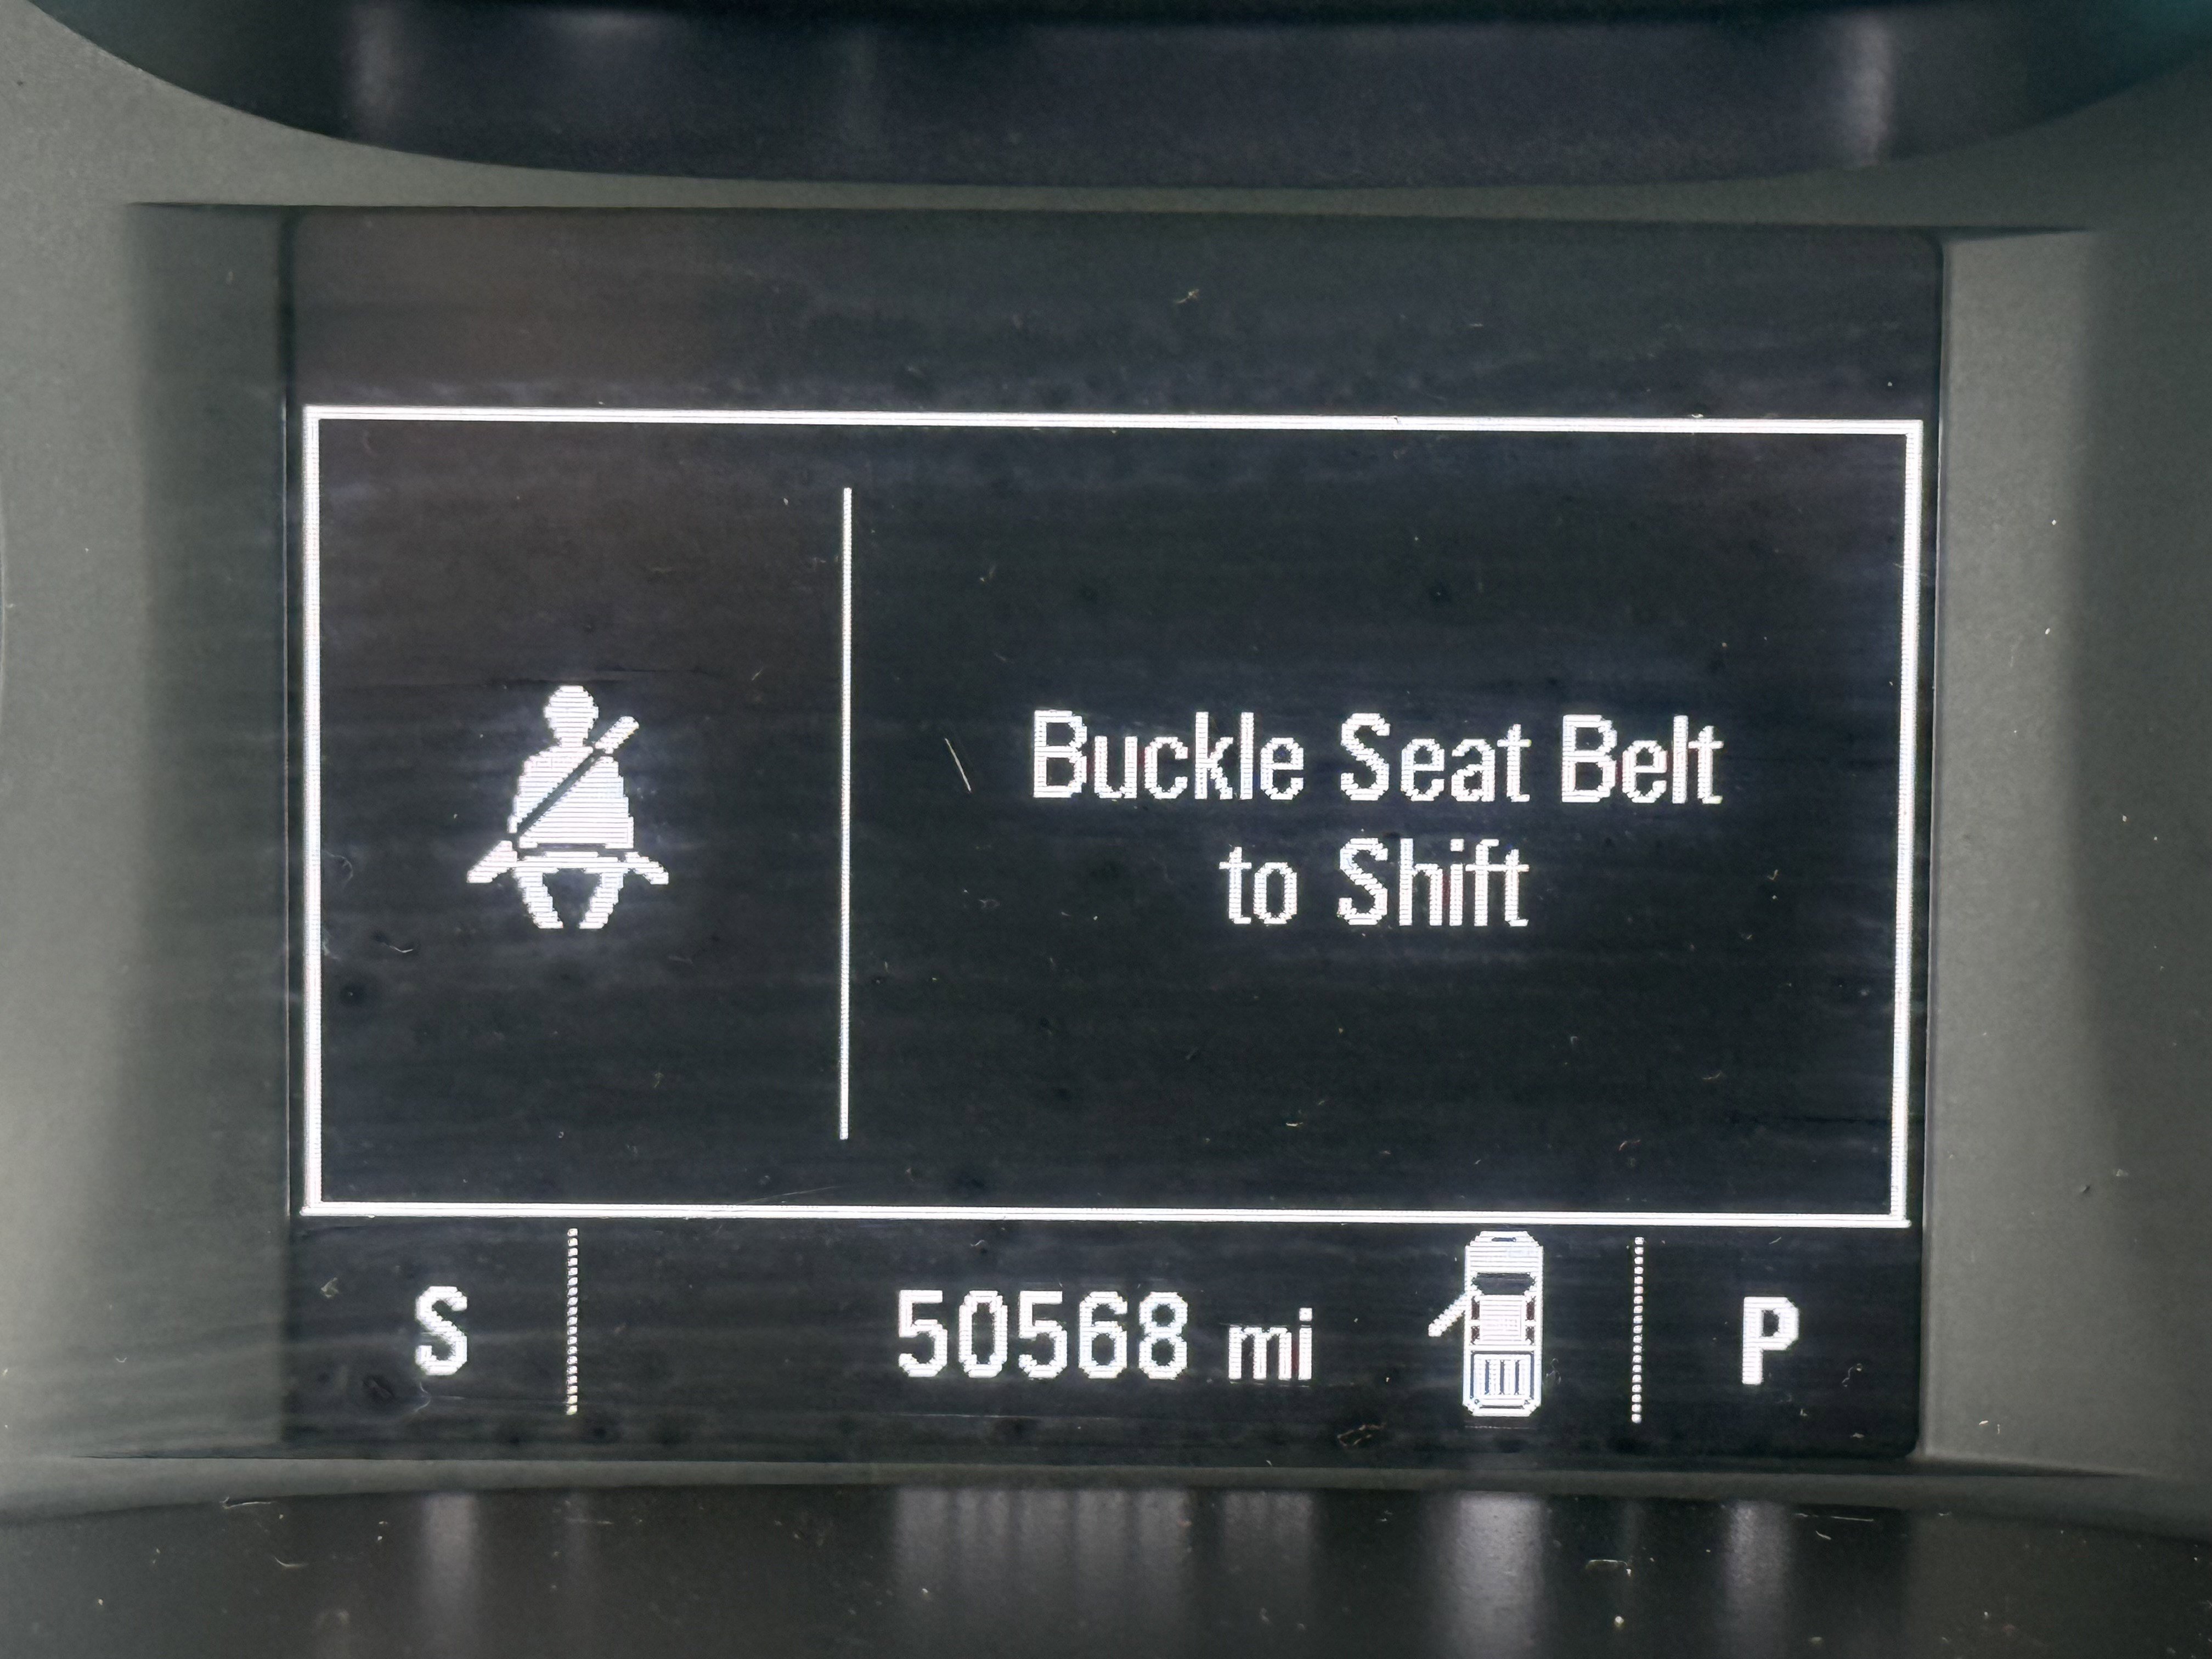 Buckle Seat Belt
to Shift
S 50568 mi P